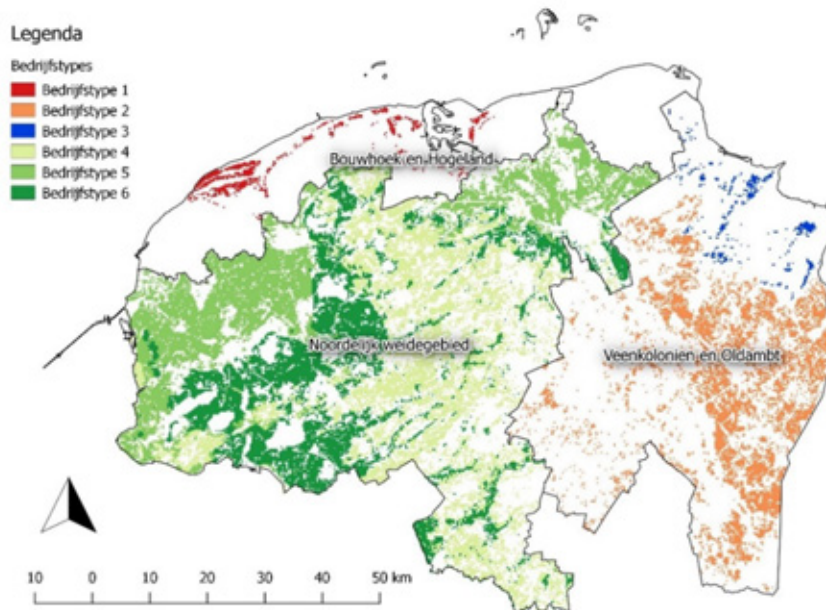 Legenda
Bedrijfstypes
Bedrijfstype 1
Bedrijfstype 2
Bedrijfstype 3
Bedrijfstype 4
Bedrijfstype 5
Bedrijfstype 6
Bouwhoek en Hogeland
Noordelijk weidegebied
Veenkolonien en Oldambt
10 0 10 20 30 40 50 km